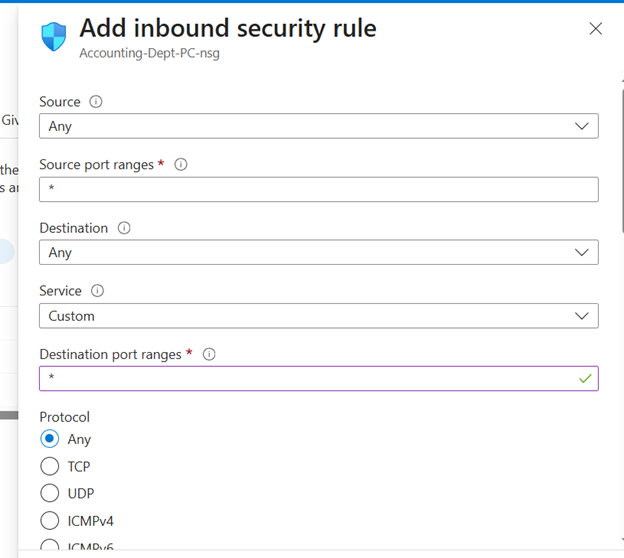 Add inbound security rule
Accounting-Dept-PC-nsg
Giv
the
s ar
Source
Any
Source port ranges *
*
Destination
Any
Service
Custom
Destination port ranges *
*
Protocol
Any
TCP
UDP
ICMPv4
ICMPv6